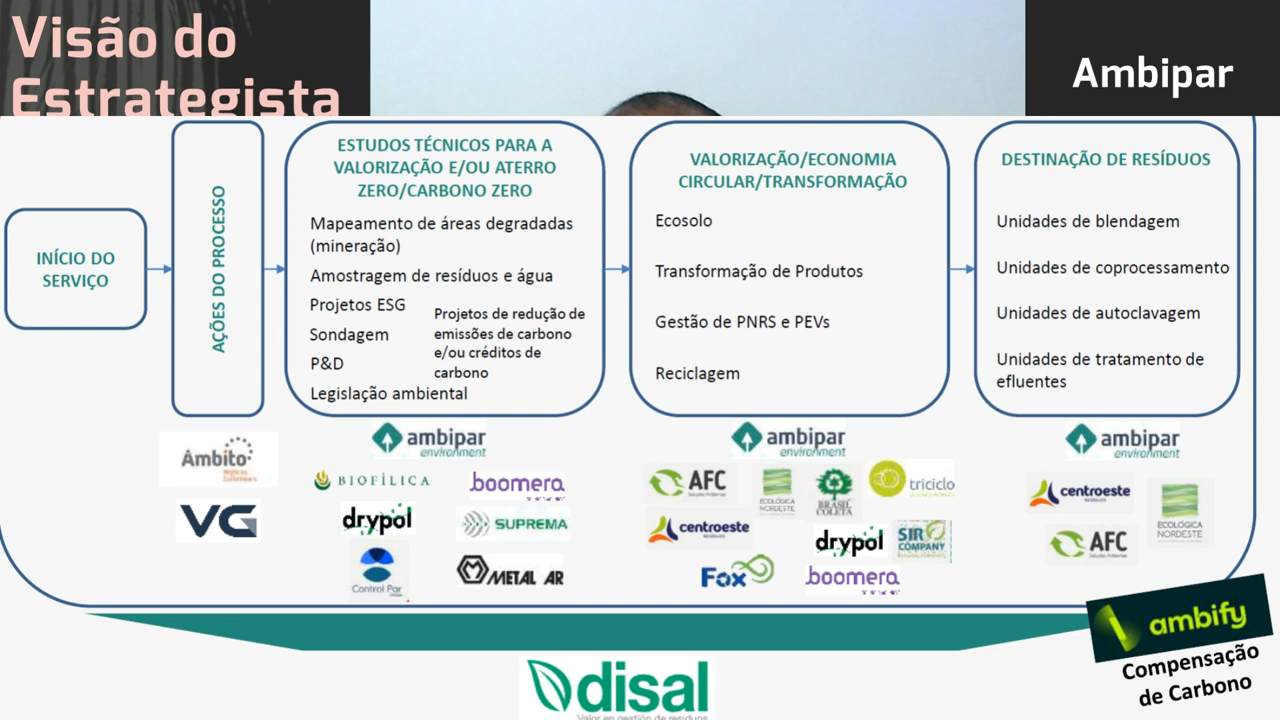 Visão do
Estrategista
Ambipar
INÍCIO DO
SERVIÇO
AÇÕES DO PROCESSO
ESTUDOS TÉCNICOS PARA A
VALORIZAÇÃO E/OU ATERRO
ZERO/CARBONO ZERO
Mapeamento de áreas degradadas
(mineração)
Amostragem de resíduos e água
Projetos ESG
Sondagem
P&D
Legislação ambiental
Projetos de redução de
emissões de carbono
e/ou créditos de
carbono
VALORIZAÇÃO/ECONOMIA
CIRCULAR/TRANSFORMAÇÃO
Ecosolo
Transformação de Produtos
Gestão de PNRS e PEVs
Reciclagem
DESTINAÇÃO DE RESÍDUOS
Unidades de blendagem
Unidades de coprocessamento
Unidades de autoclavagem
Unidades de tratamento de
efluentes
Âmbito
VG
ambipar
environment
BIOFÍLICA
boomera
drypol
SUPREMA
Control Par
METAL AR
ambipar
environment
AFC
ECOLÓGICA
NORDESTE
BRASIL
COLETA
triciclo
centroeste
RESÍDUOS
drypol
SIR
COMPANY
Fox
boomera
ambipar
environment
centroeste
RESÍDUOS
ECOLÓGICA
NORDESTE
AFC
ambify
Compensação
de Carbono
disal
Valor en gestión de residuos